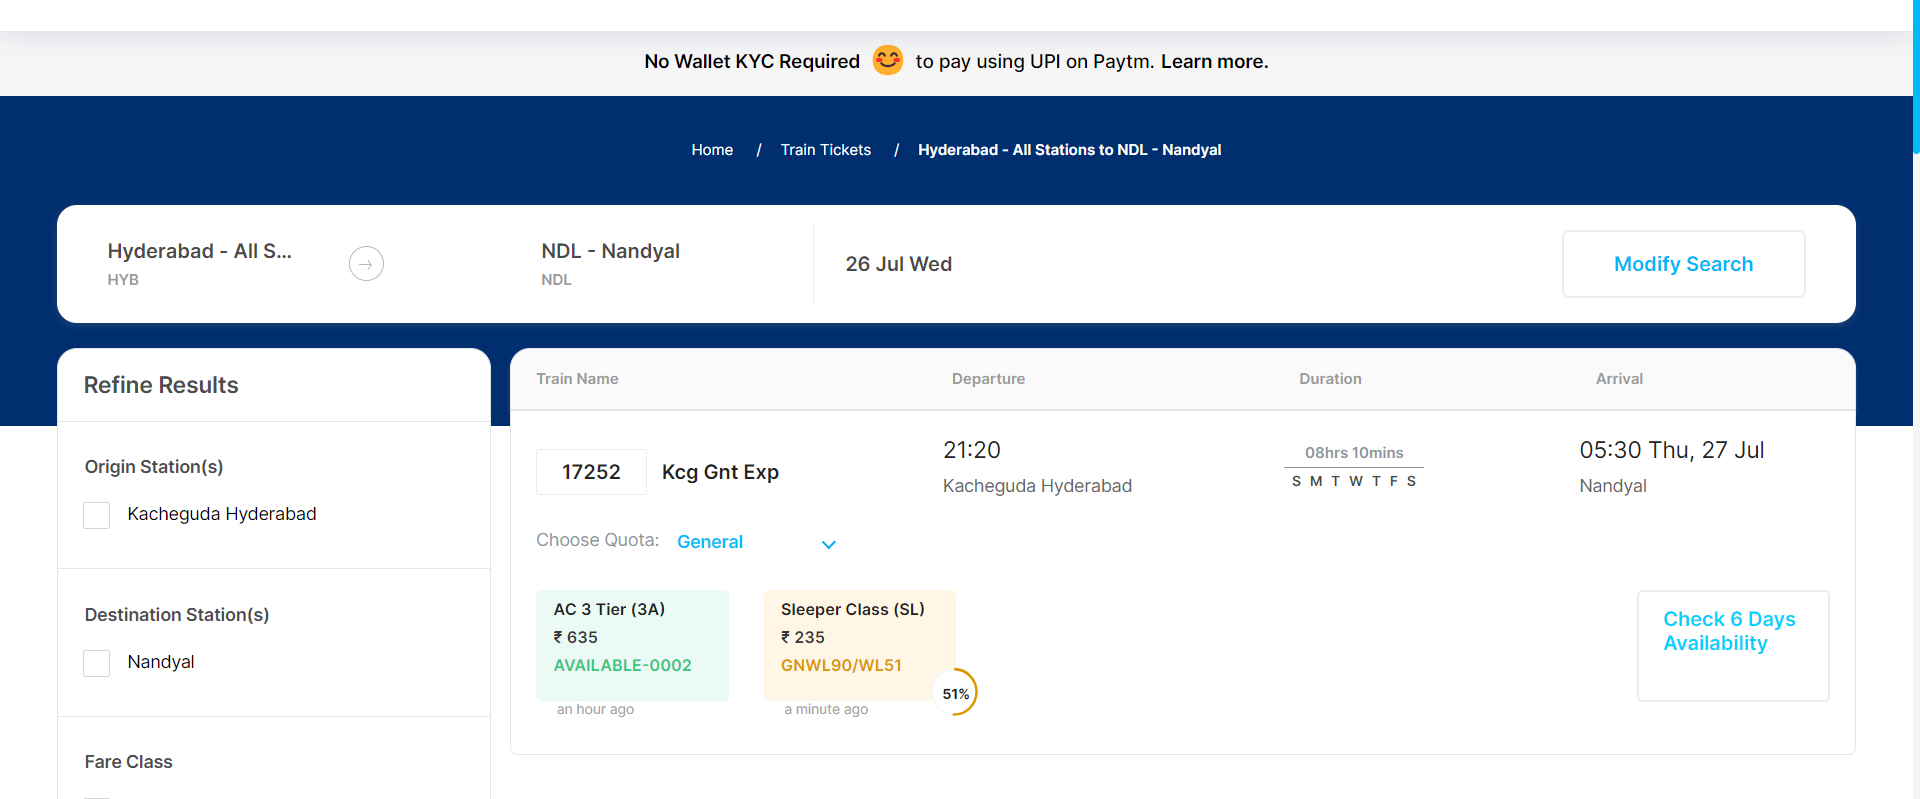 No Wallet KYC Required 😊 to pay using UPI on Paytm. Learn more.
Home / Train Tickets / Hyderabad - All Stations to NDL - Nandyal
Hyderabad - All S...
HYB
NDL - Nandyal
NDL
26 Jul Wed
Modify Search
Refine Results
Origin Station(s)
Kacheguda Hyderabad
Destination Station(s)
Nandyal
Fare Class
Train Name Departure Duration Arrival
17252 Kcg Gnt Exp
21:20
Kacheguda Hyderabad
08hrs 10mins
S M T W T F S
05:30 Thu, 27 Jul
Nandyal
Choose Quota: General
AC 3 Tier (3A)
₹ 635
AVAILABLE-0002
an hour ago
Sleeper Class (SL)
₹ 235
GNWL90/WL51
51%
a minute ago
Check 6 Days
Availability